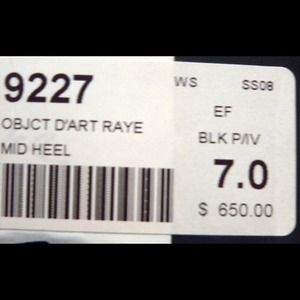 9227
OBJCT D'ART RAYE
MID HEEL
WS SS08
EF
BLK P/IV
7.0
$ 650.00